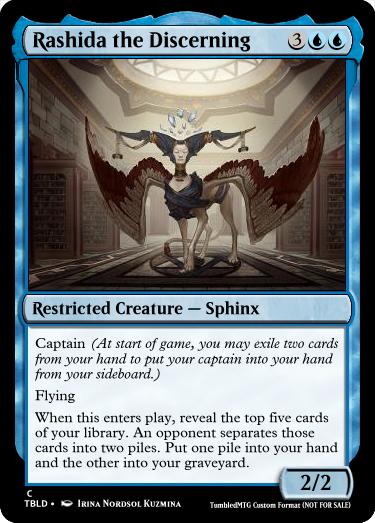 Rashida the Discerning 3
Restricted Creature — Sphinx
Captain (At start of game, you may exile two cards
from your hand to put your captain into your hand
from your sideboard.)
Flying
When this enters play, reveal the top five cards
of your library. An opponent separates those
cards into two piles. Put one pile into your hand
and the other into your graveyard.
2/2
C
TBLD • Irina Nordsol Kuzmina
TumbledMTG Custom Format (NOT FOR SALE)